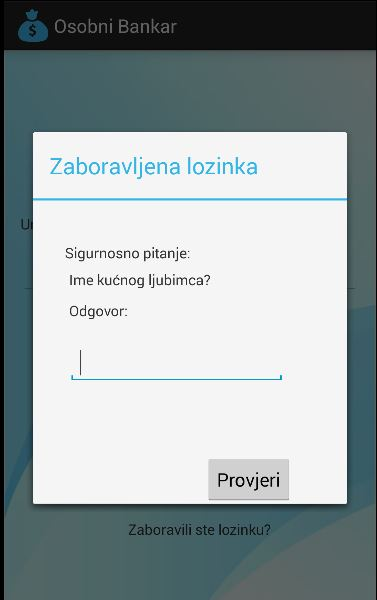 Osobni Bankar
Zaboravljena lozinka
Sigurnosno pitanje:
Ime kućnog ljubimca?
Odgovor:
Provjeri
Zaboravili ste lozinku?